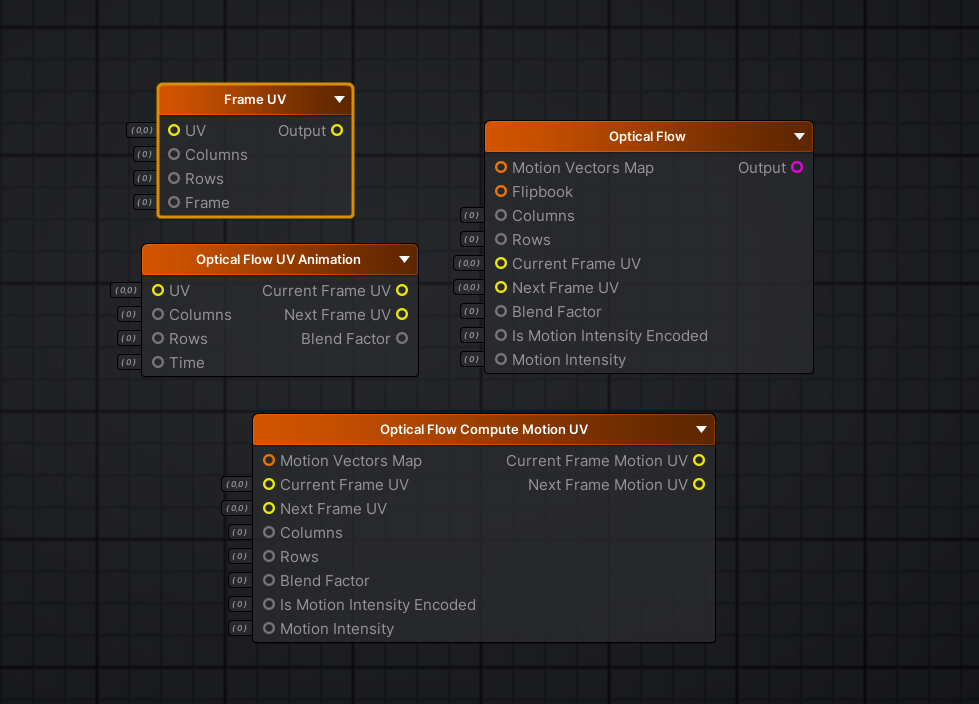 Frame UV
(0,0) UV Output
(0) Columns
(0) Rows
(0) Frame
Optical Flow
Motion Vectors Map Output
Flipbook
(0) Columns
(0) Rows
(0,0) Current Frame UV
(0,0) Next Frame UV
(0) Blend Factor
(0) Is Motion Intensity Encoded
(0) Motion Intensity
Optical Flow UV Animation
(0,0) UV Current Frame UV
(0) Columns Next Frame UV
(0) Rows Blend Factor
(0) Time
Optical Flow Compute Motion UV
Motion Vectors Map Current Frame Motion UV
(0,0) Current Frame UV Next Frame Motion UV
(0,0) Next Frame UV
(0) Columns
(0) Rows
(0) Blend Factor
(0) Is Motion Intensity Encoded
(0) Motion Intensity